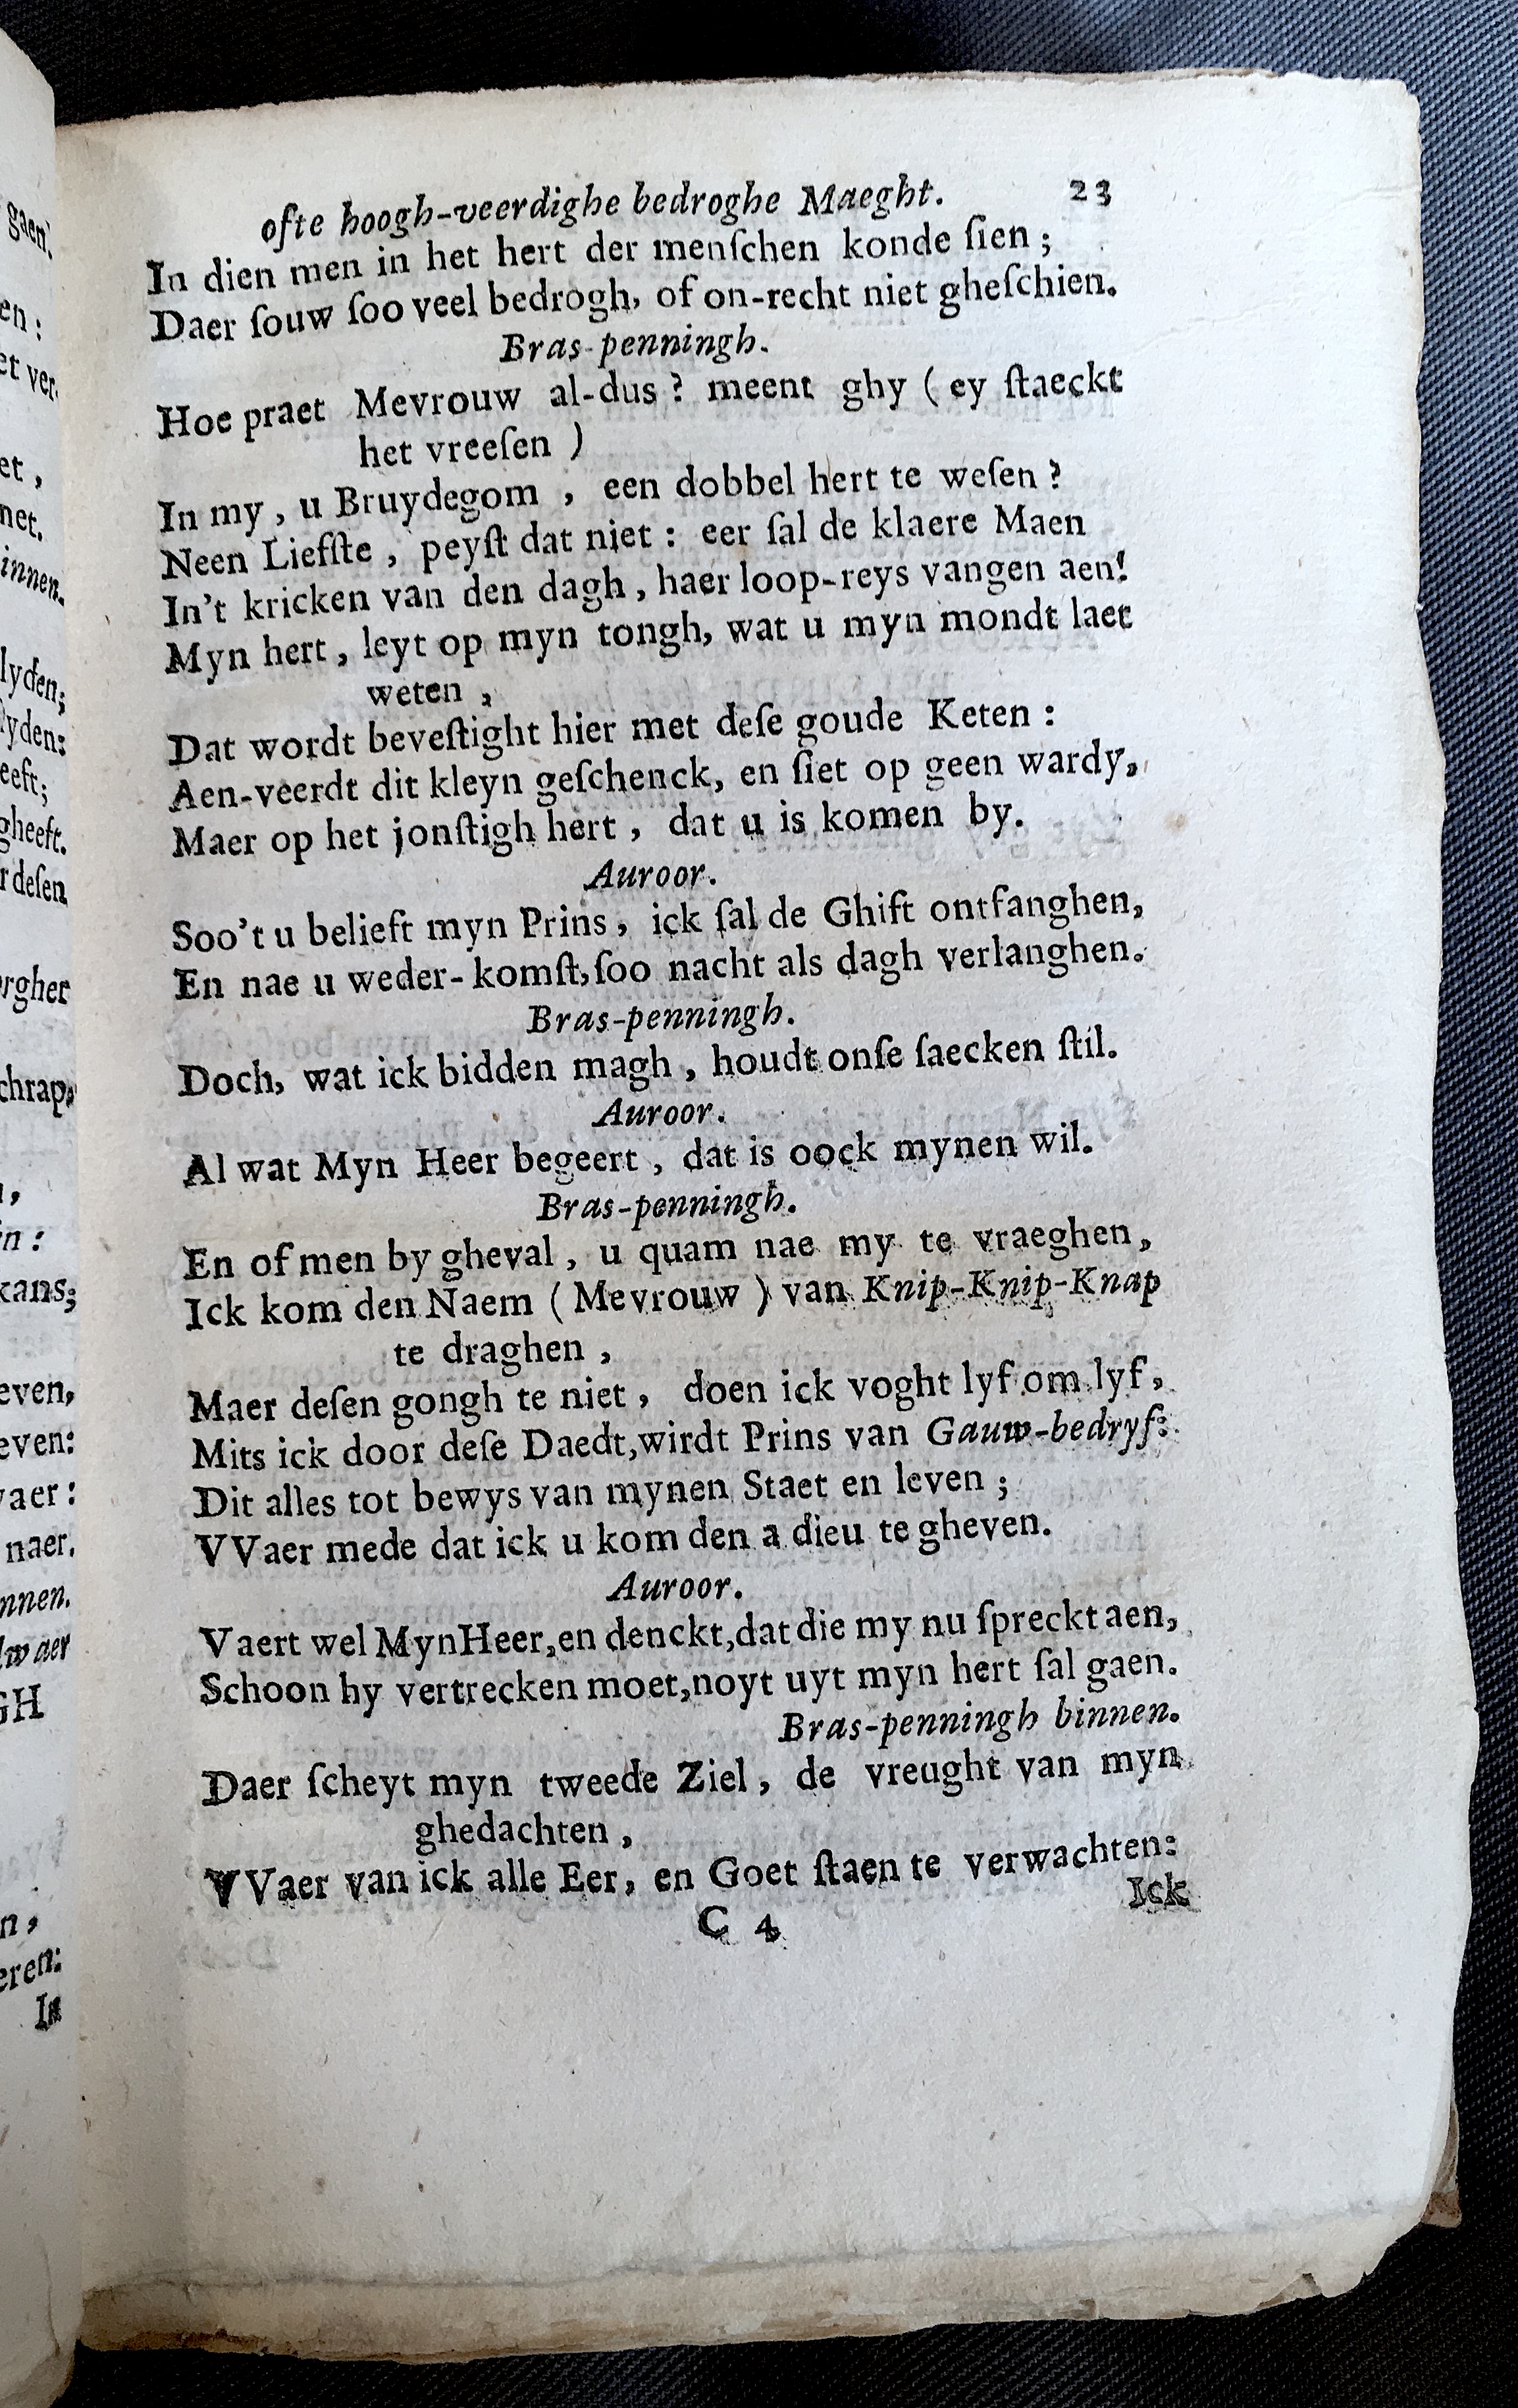 ofte hoogh-veerdighe bedroghe Maeght. 23
In dien men in het hert der menſchen konde ſien ;
Daer ſouw ſoo veel bedrogh, of on-recht niet gheſchien.
Bras-penningh.
Hoe praet Mevrouw al-dus ? meent ghy ( ey ſtaeckt
het vreeſen )
In my , u Bruydegom , een dobbel hert te weſen ?
Neen Liefſte , peyſt dat niet : eer ſal de klaere Maen
In't kricken van den dagh , haer loop-reys vangen aen!
Myn hert , leyt op myn tongh, wat u myn mondt laet
weten ,
Dat wordt beveſtight hier met deſe goude Keten :
Aen-veerdt dit kleyn geſchenck, en ſiet op geen wardy,
Maer op het jonſtigh hert , dat u is komen by.
Auroor.
Soo't u belieft myn Prins , ick ſal de Ghift ontfanghen,
En nae u weder-komſt, ſoo nacht als dagh verlanghen.
Bras-penningh.
Doch, wat ick bidden magh , houdt onſe ſaecken ſtil.
Auroor.
Al wat Myn Heer begeert , dat is oock mynen wil.
Bras-penningh.
En of men by gheval , u quam nae my te vraeghen,
Ick kom den Naem ( Mevrouw ) van Knip-Knip-Knap
te draghen ,
Maer deſen gongh te niet , doen ick voght lyf om lyf,
Mits ick door deſe Daedt, wirdt Prins van Gauw-bedryf:
Dit alles tot bewys van mynen Staet en leven ;
VVaer mede dat ick u kom den a dieu te gheven.
Auroor.
Vaert wel Myn Heer, en denckt, dat die my nu ſpreckt aen,
Schoon hy vertrecken moet, noyt uyt myn hert ſal gaen.
Bras-penningh binnen.
Daer ſcheyt myn tweede Ziel , de vreught van myn
ghedachten ,
VVaer van ick alle Eer, en Goet ſtaen te verwachten:
C 4 Ick